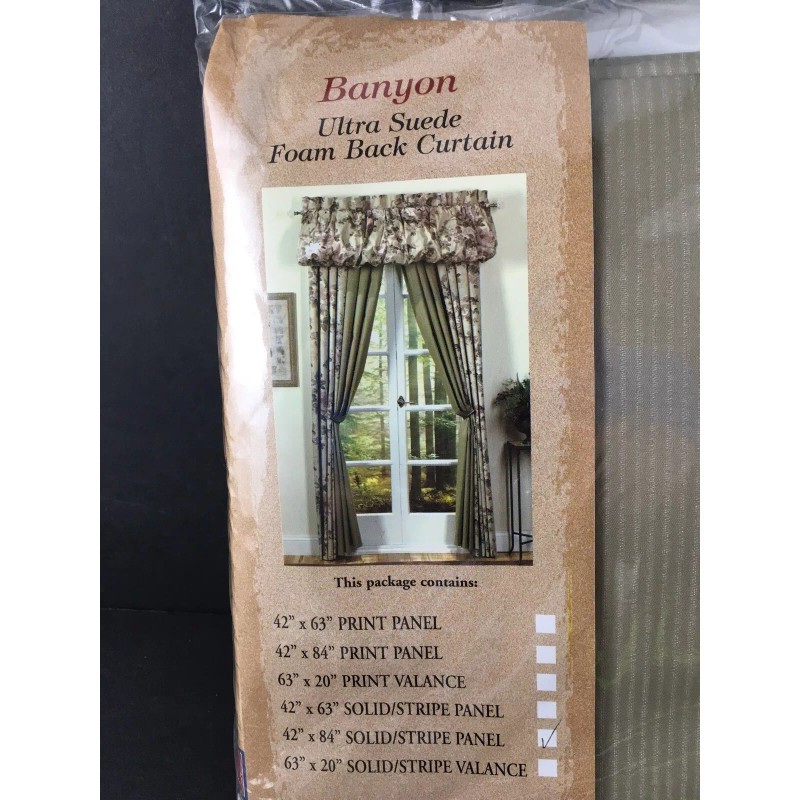 Banyon
Ultra Suede
Foam Back Curtain
This package contains:
42” x 63” PRINT PANEL
42” x 84” PRINT PANEL
63” x 20” PRINT VALANCE
42” x 63” SOLID/STRIPE PANEL
42” x 84” SOLID/STRIPE PANEL ✓
63” x 20” SOLID/STRIPE VALANCE